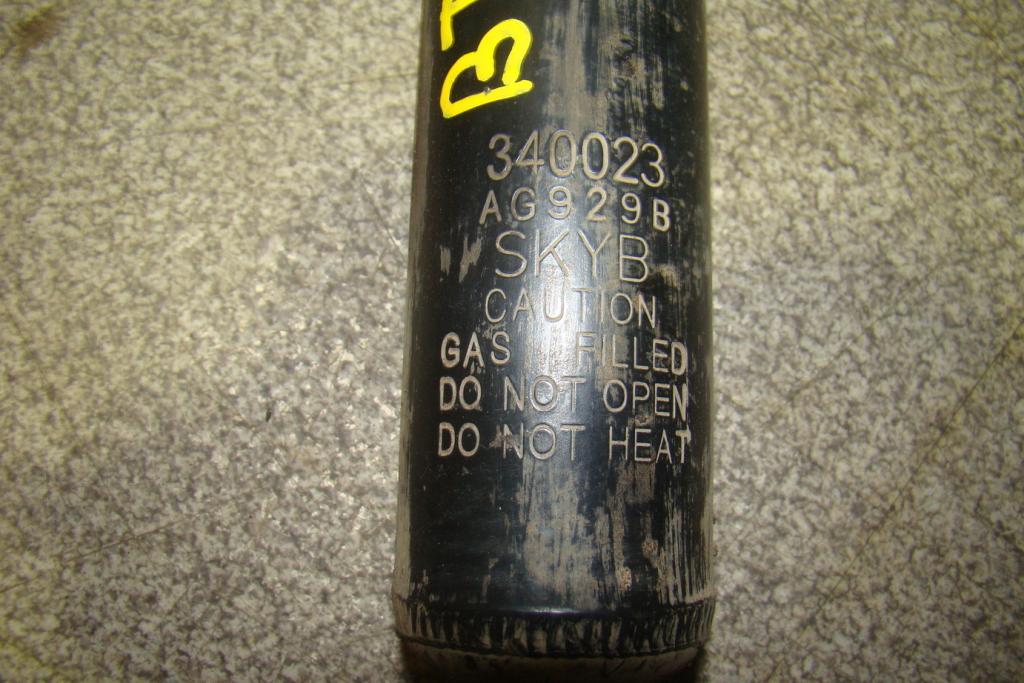 340023
AG929B
SKYB
CAUTION
GAS FILLED
DO NOT OPEN
DO NOT HEAT